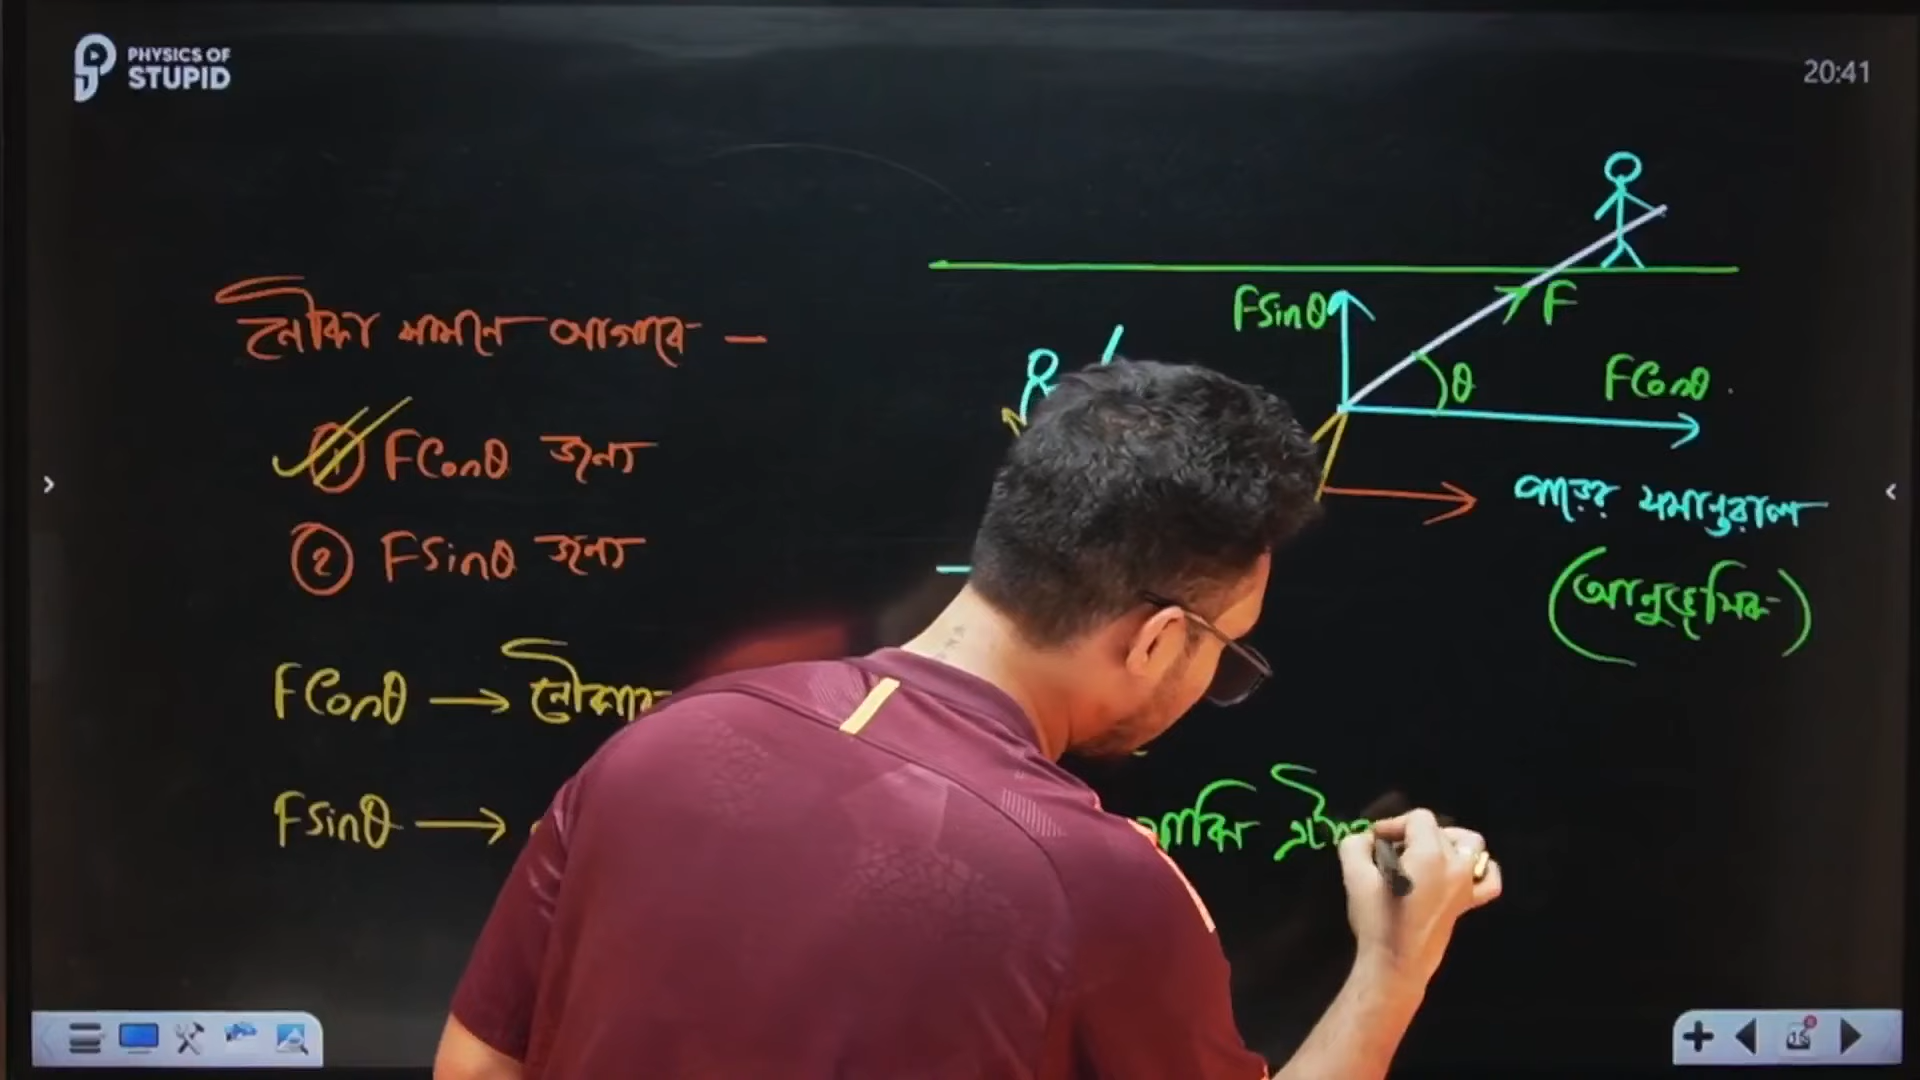 PHYSICS OF
STUPID
20:41
নৌকা সামনে আগাবে —
F
Fsinθ
θ
FCosθ
① FCosθ জন্য
পাড়ের সমান্তরাল
② Fsinθ জন্য
(আনুভূমিক)
FCosθ → নৌকাকে
Fsinθ →